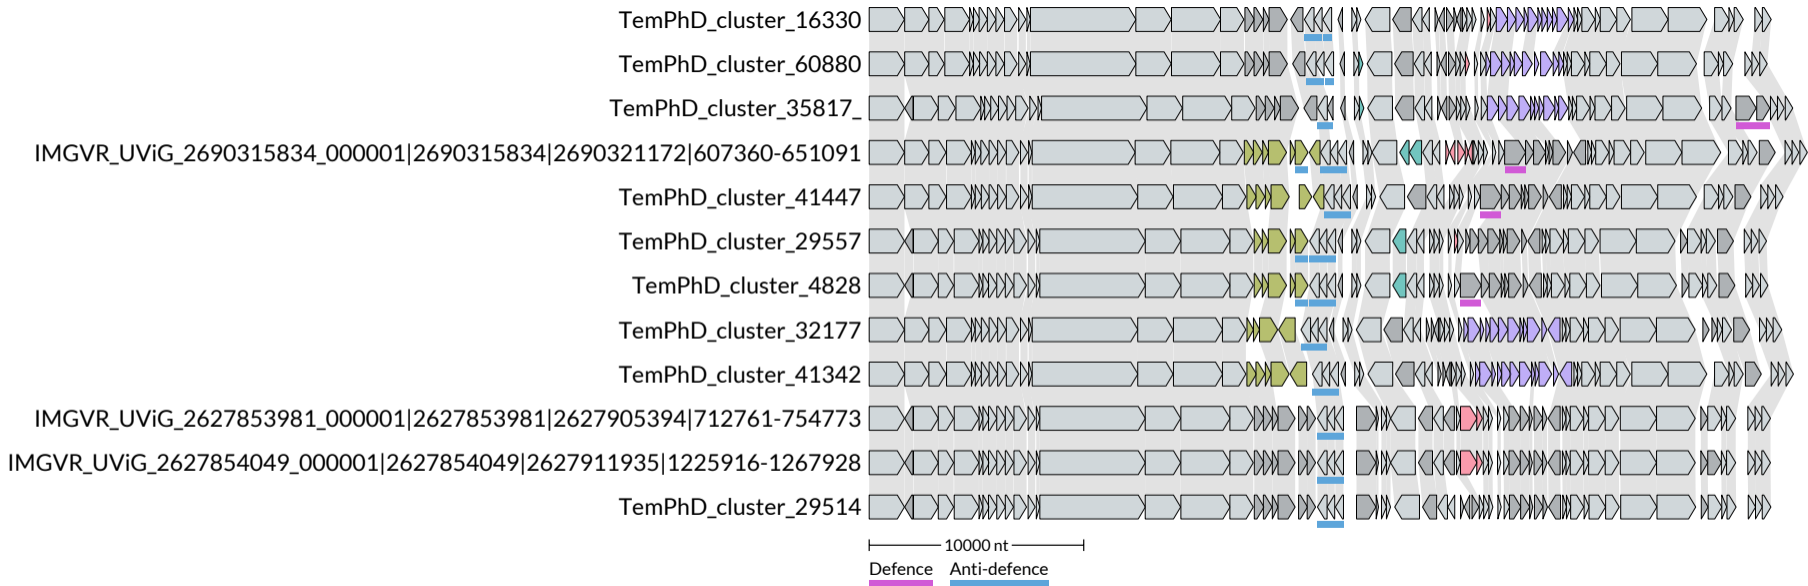 TemPhD_cluster_16330
TemPhD_cluster_60880
TemPhD_cluster_35817_
IMGVR_UViG_2690315834_000001|2690315834|2690321172|607360-651091
TemPhD_cluster_41447
TemPhD_cluster_29557
TemPhD_cluster_4828
TemPhD_cluster_32177
TemPhD_cluster_41342
IMGVR_UViG_2627853981_000001|2627853981|2627905394|712761-754773
IMGVR_UViG_2627854049_000001|2627854049|2627911935|1225916-1267928
TemPhD_cluster_29514
10000 nt
Defence Anti-defence